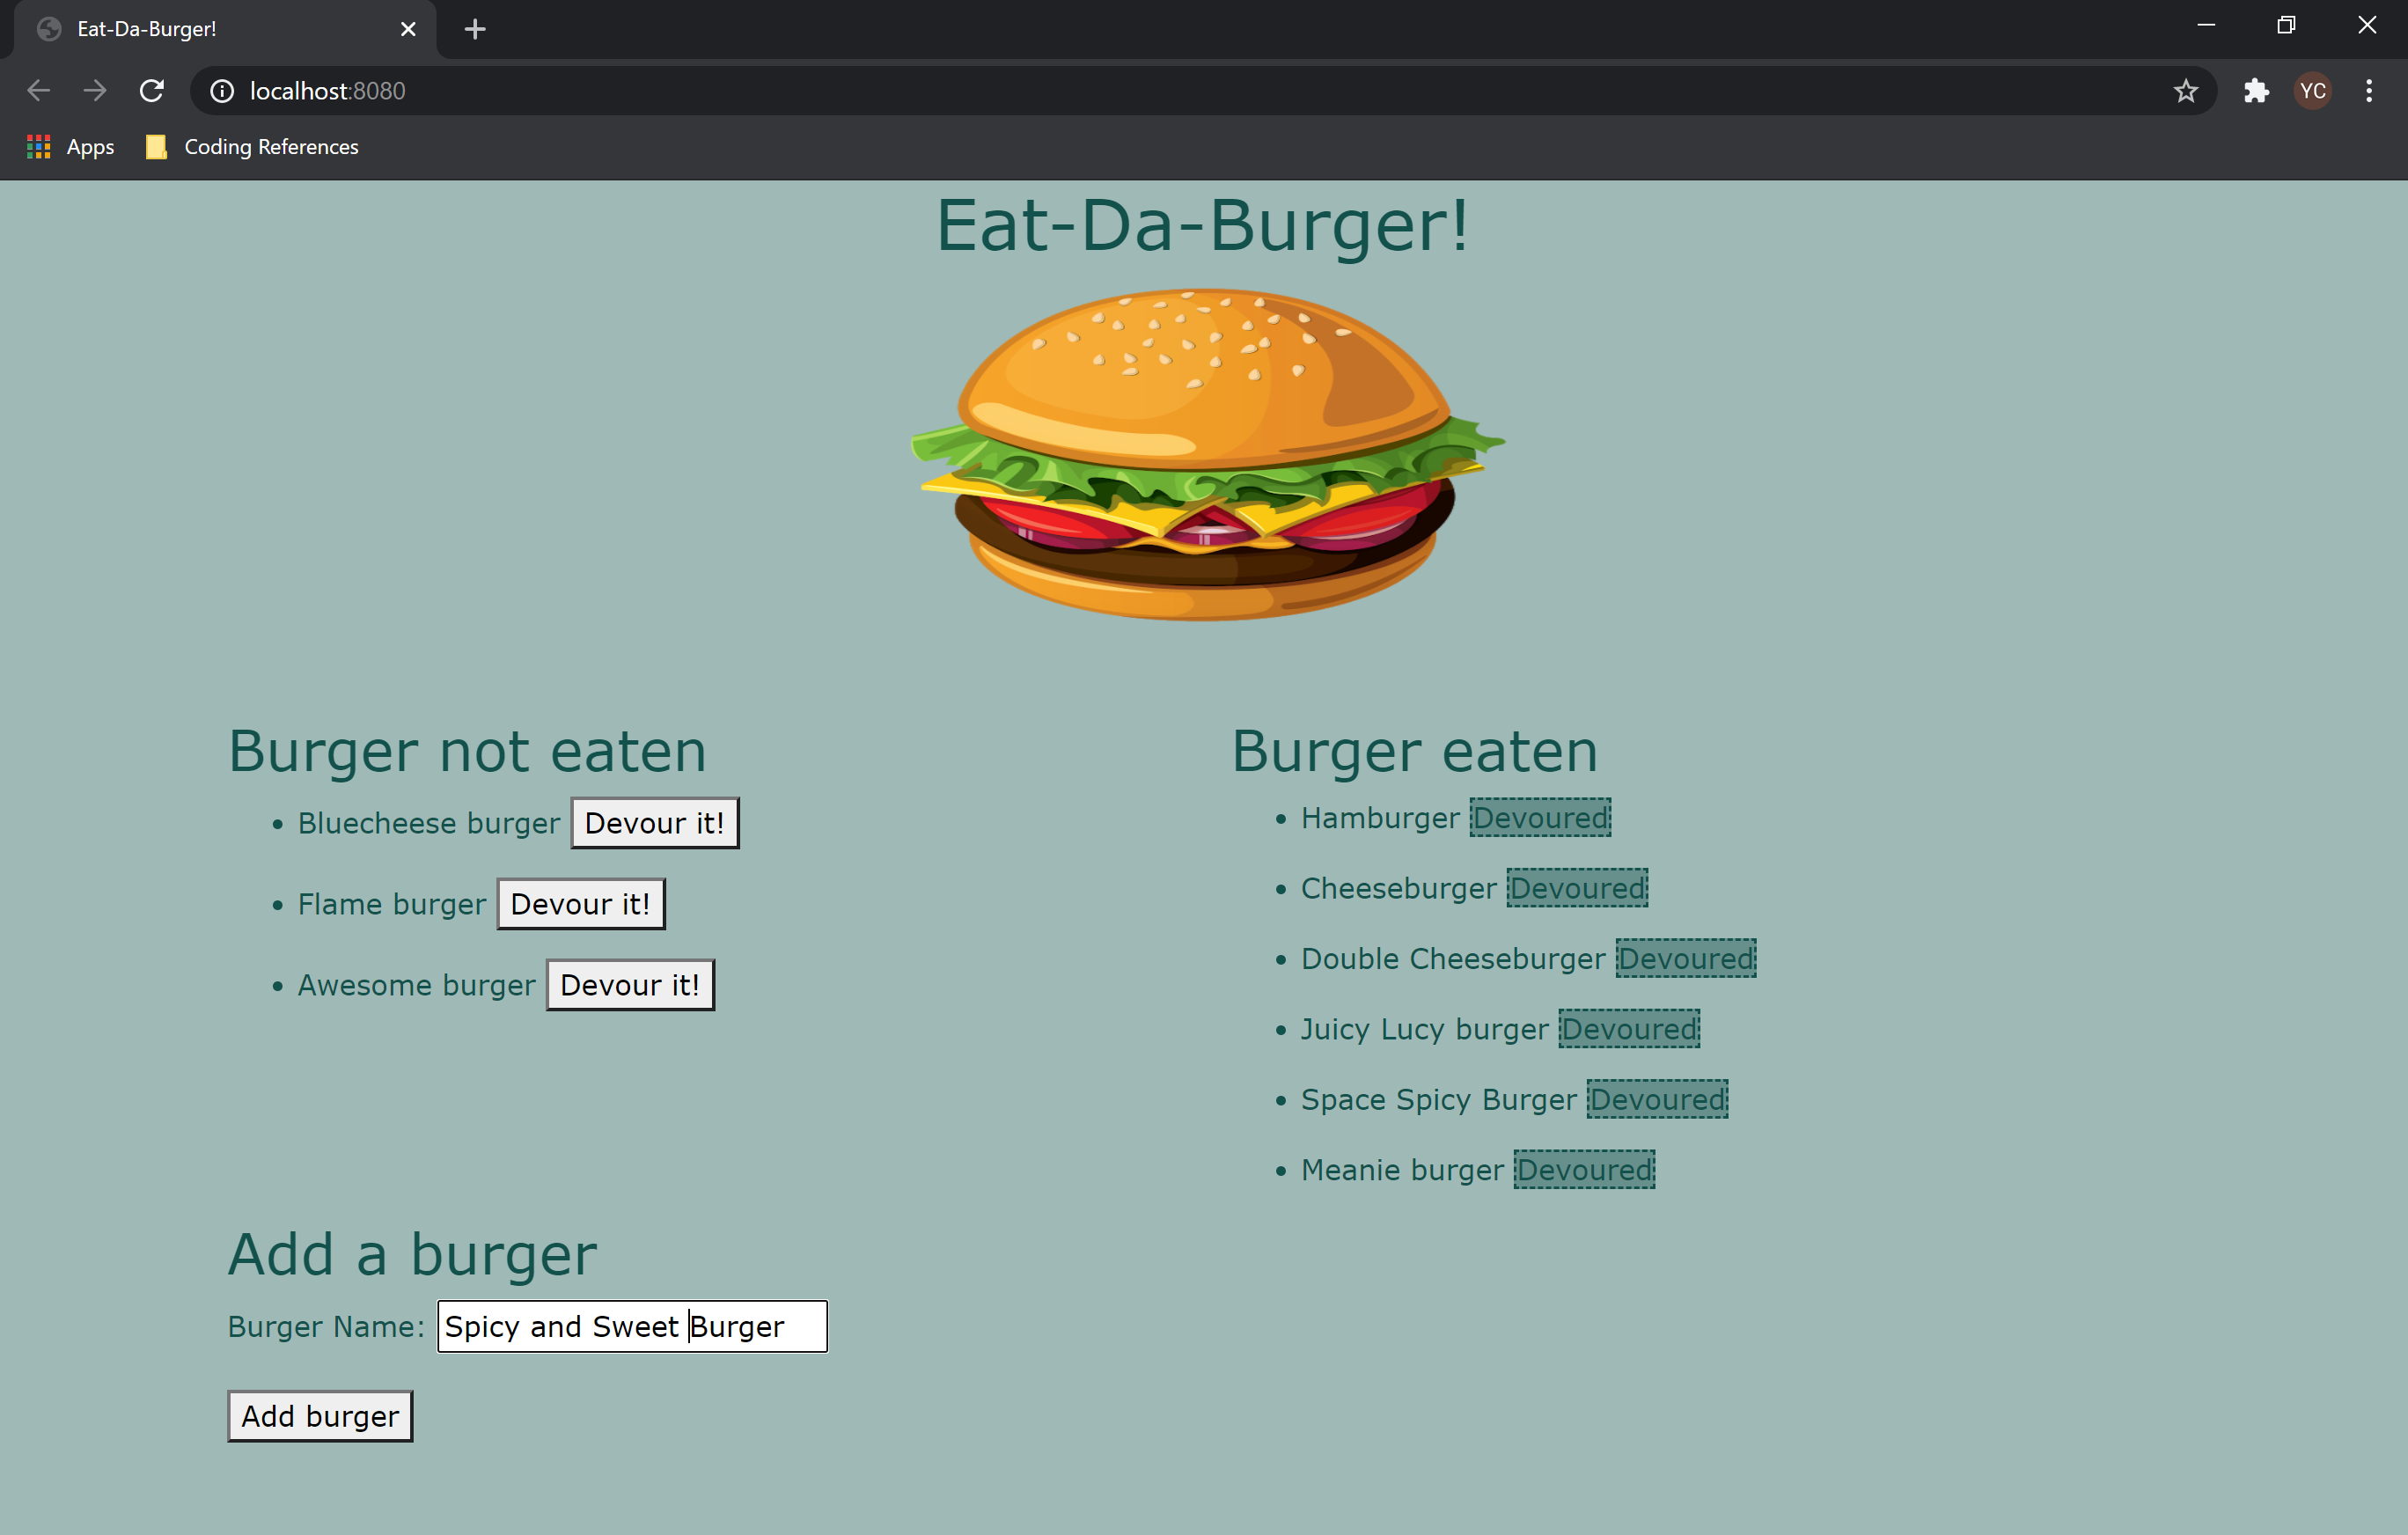 Eat-Da-Burger!
localhost:8080
YC
Apps
Coding References
Eat-Da-Burger!
Burger not eaten
Bluecheese burger Devour it!
Flame burger Devour it!
Awesome burger Devour it!
Burger eaten
Hamburger Devoured
Cheeseburger Devoured
Double Cheeseburger Devoured
Juicy Lucy burger Devoured
Space Spicy Burger Devoured
Meanie burger Devoured
Add a burger
Burger Name: Spicy and Sweet Burger
Add burger